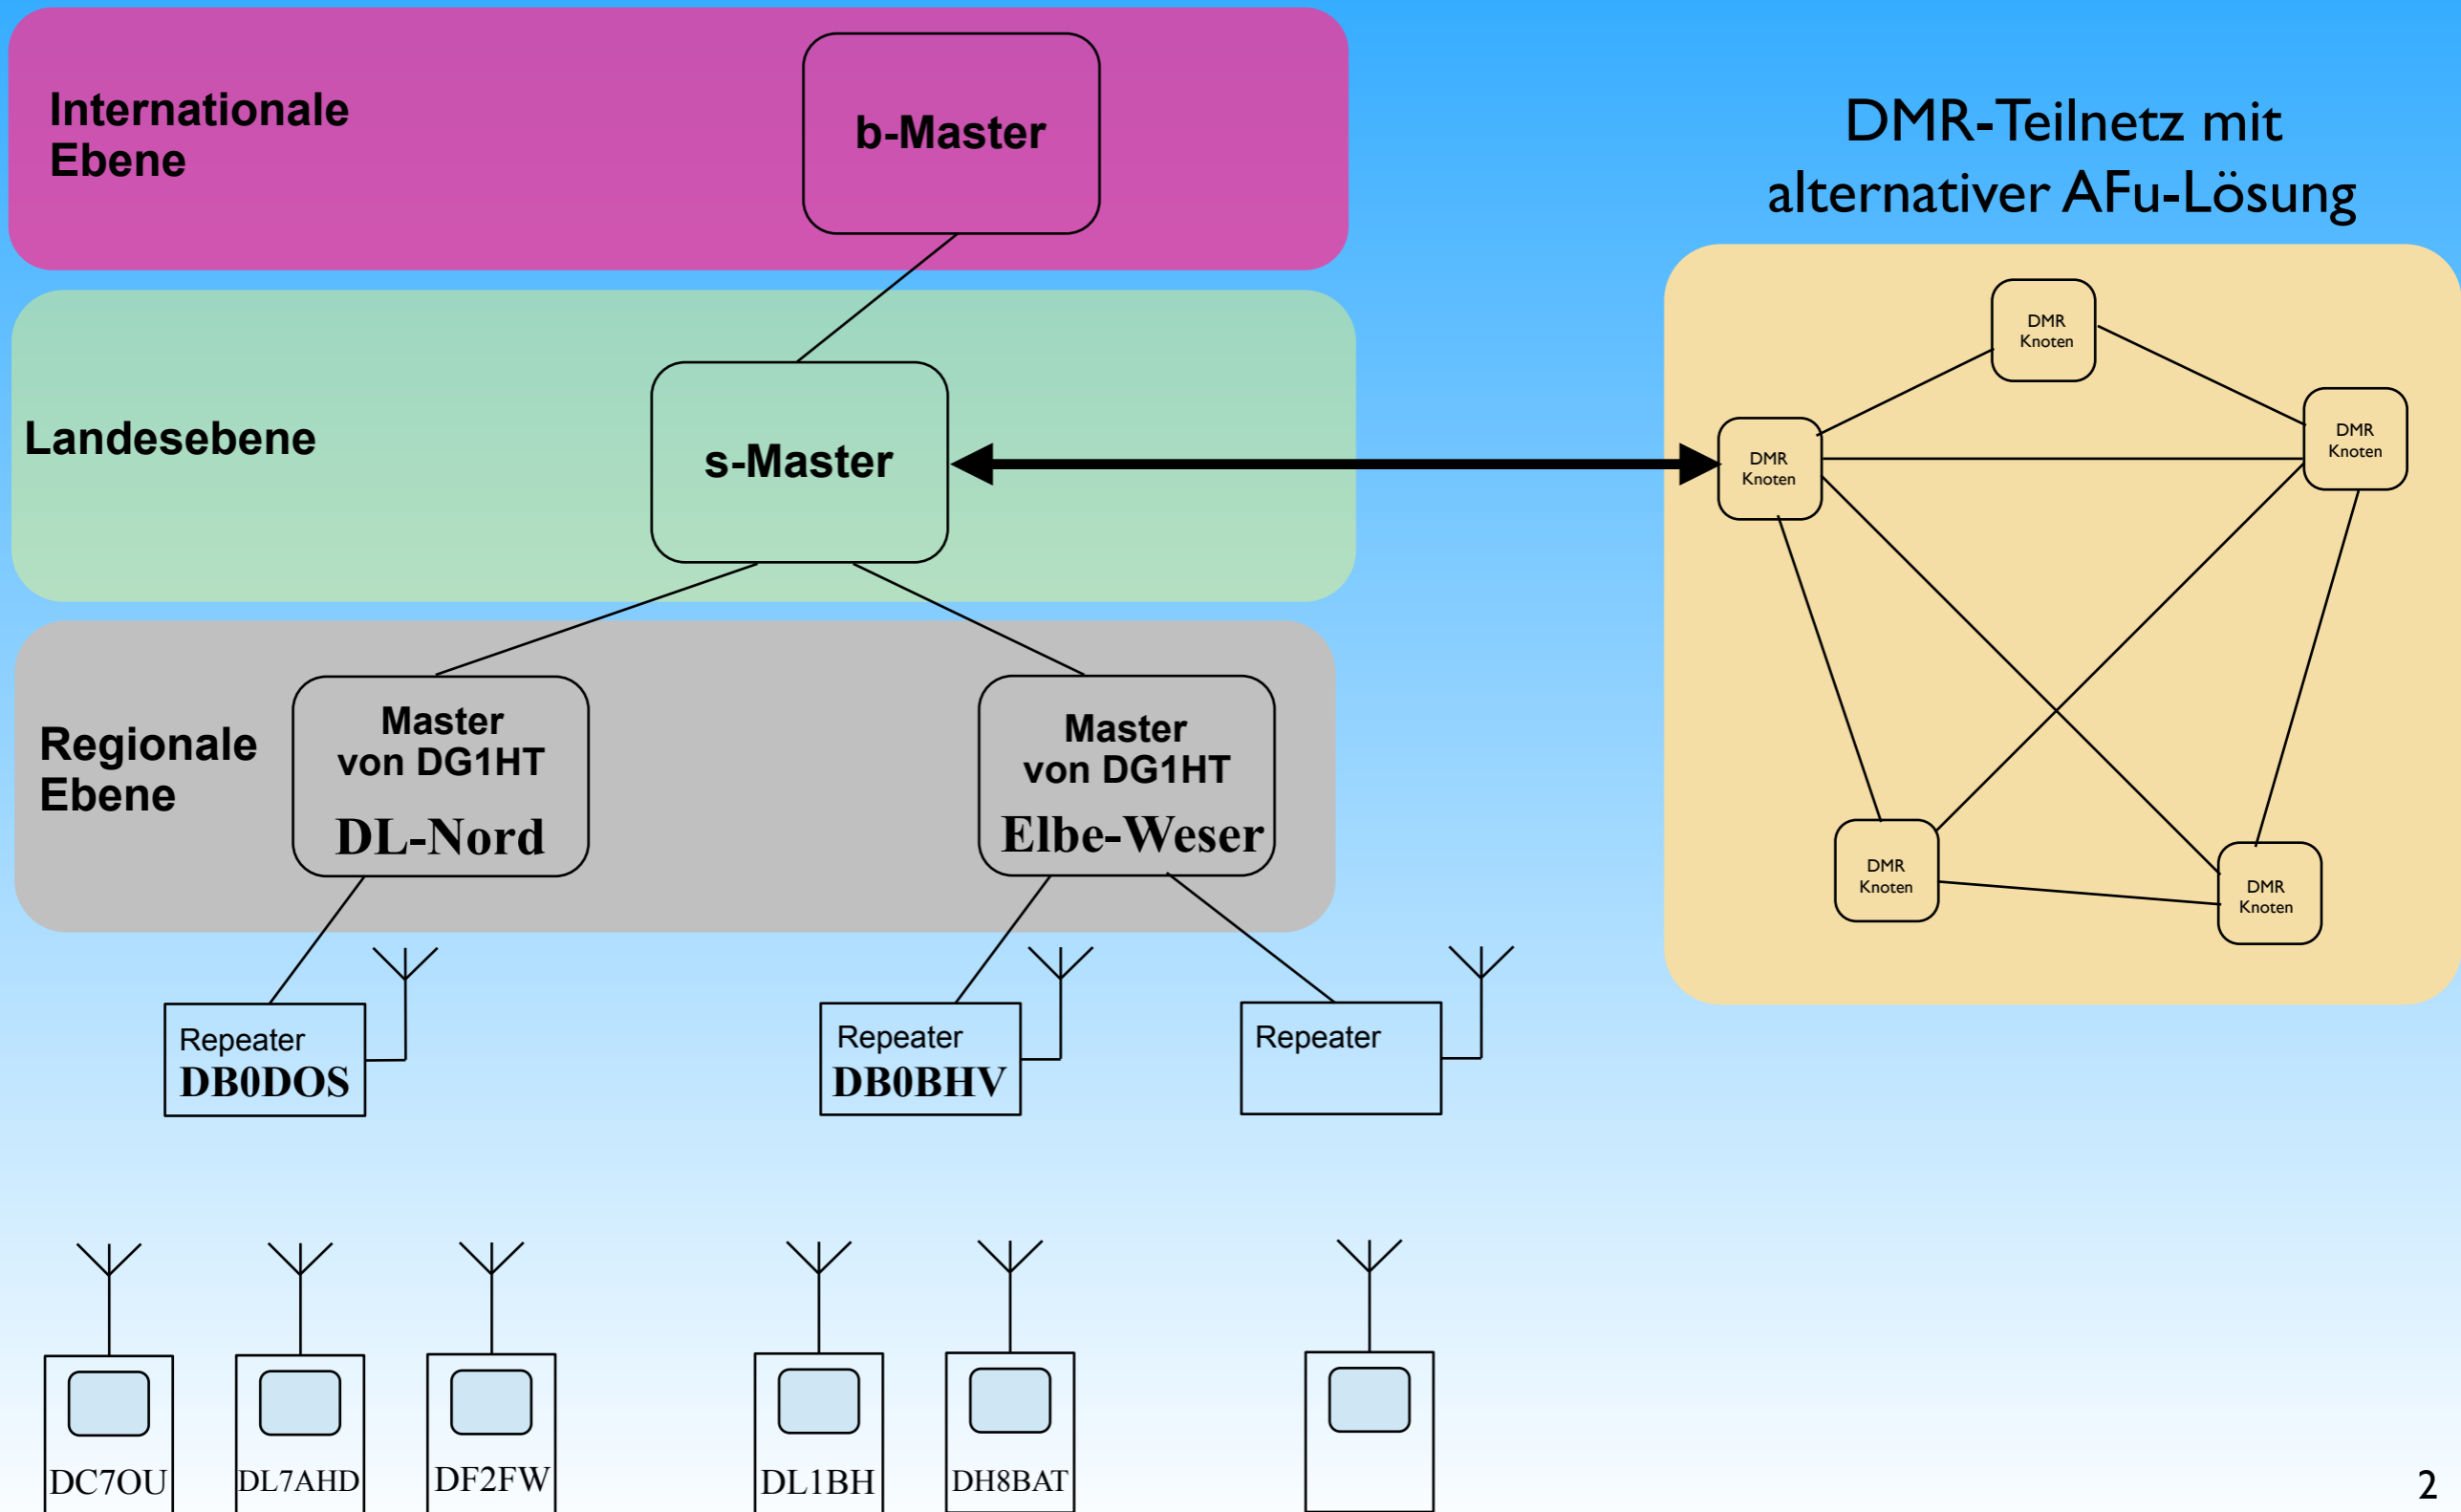 Internationale
Ebene
b-Master
DMR-Teilnetz mit
alternativer AFu-Lösung
Landesebene
s-Master
DMR
Knoten
DMR
Knoten
DMR
Knoten
DMR
Knoten
DMR
Knoten
Regionale
Ebene
Master
von DG1HT
DL-Nord
Master
von DG1HT
Elbe-Weser
Repeater
DB0DOS
Repeater
DB0BHV
Repeater
DC7OU
DL7AHD
DF2FW
DL1BH
DH8BAT
2